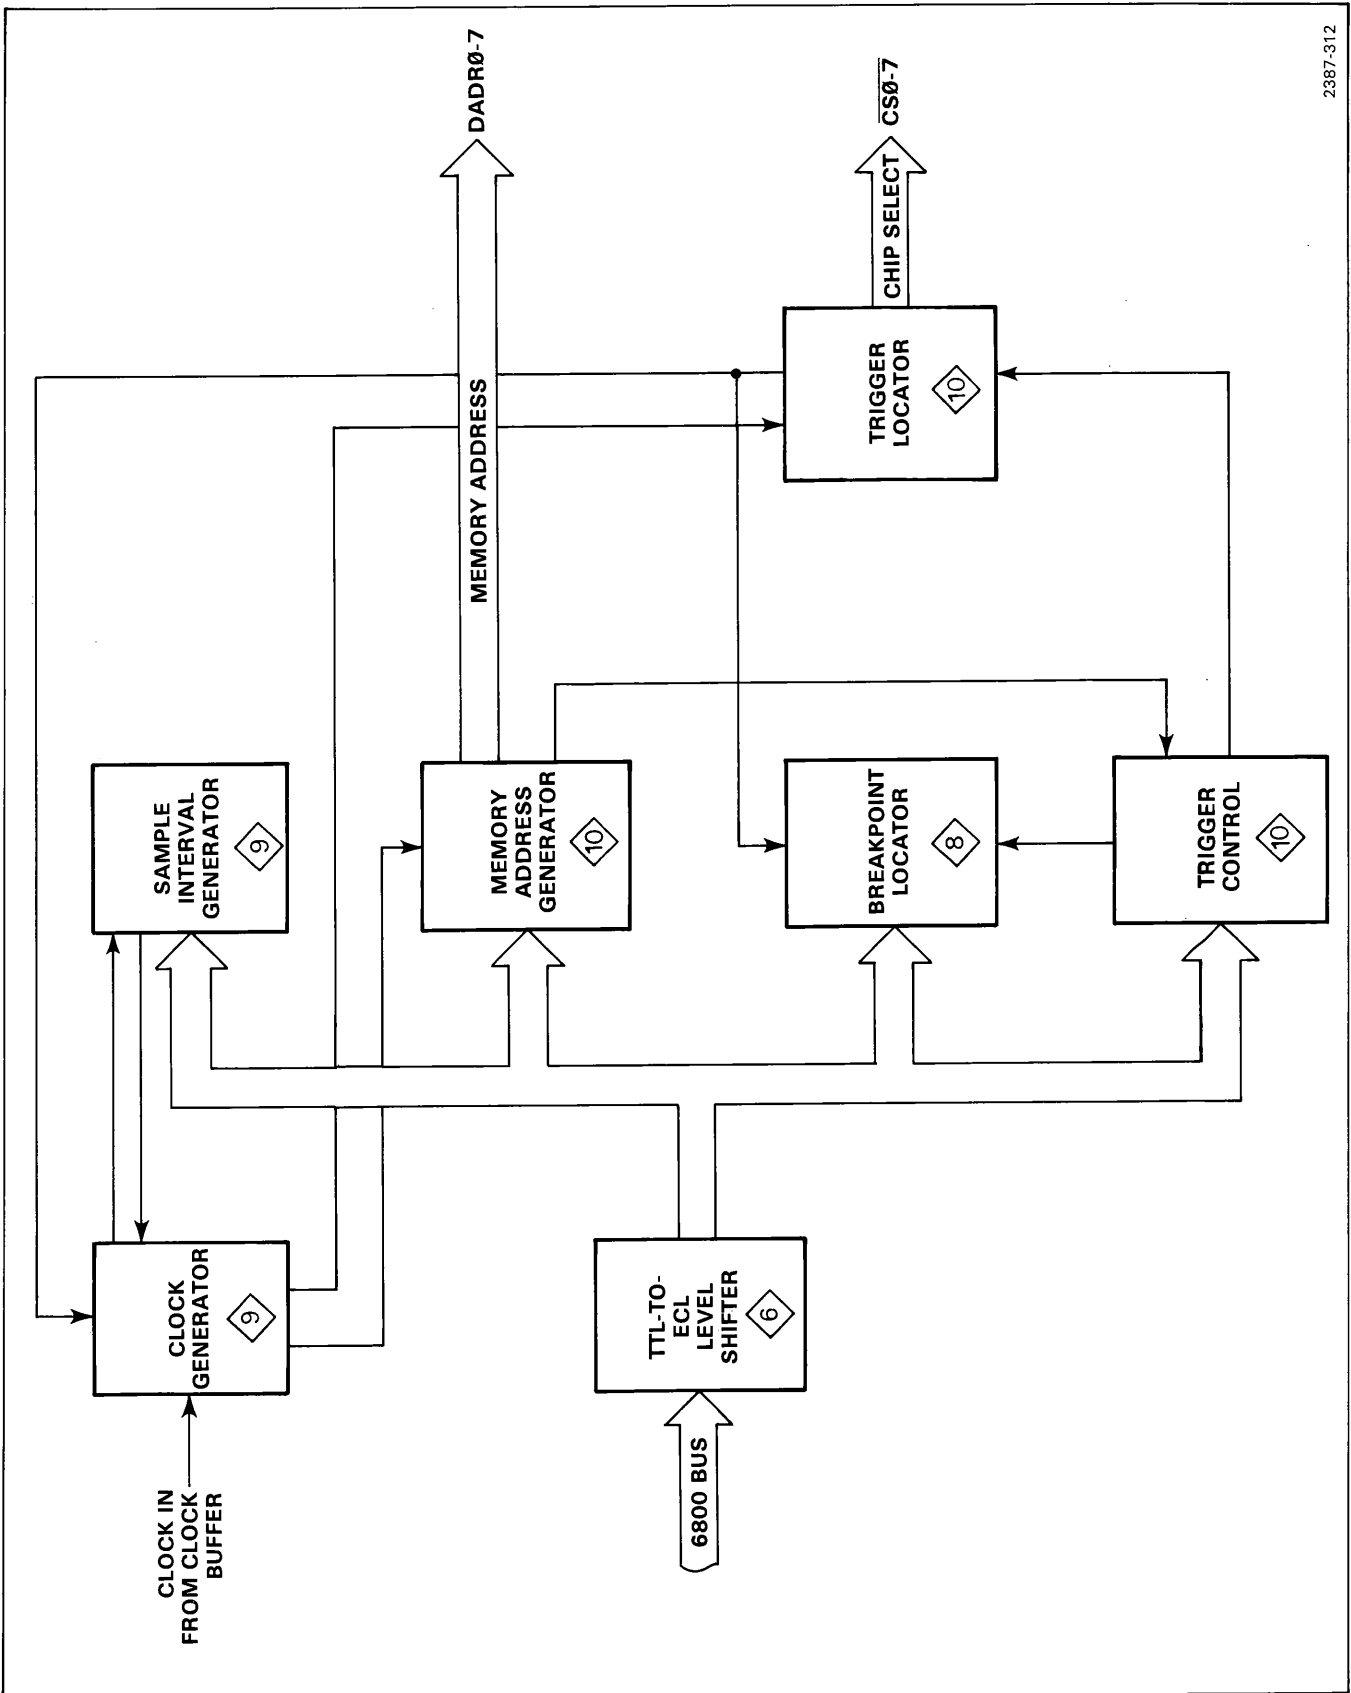 CLOCK IN
FROM CLOCK
BUFFER
CLOCK
GENERATOR
9
SAMPLE
INTERVAL
GENERATOR
9
6800 BUS
TTL-TO-
ECL
LEVEL
SHIFTER
6
MEMORY
ADDRESS
GENERATOR
10
MEMORY ADDRESS
DADRØ-7
BREAKPOINT
LOCATOR
8
TRIGGER
LOCATOR
10
CHIP SELECT
CSØ-7
TRIGGER
CONTROL
10
2387-312